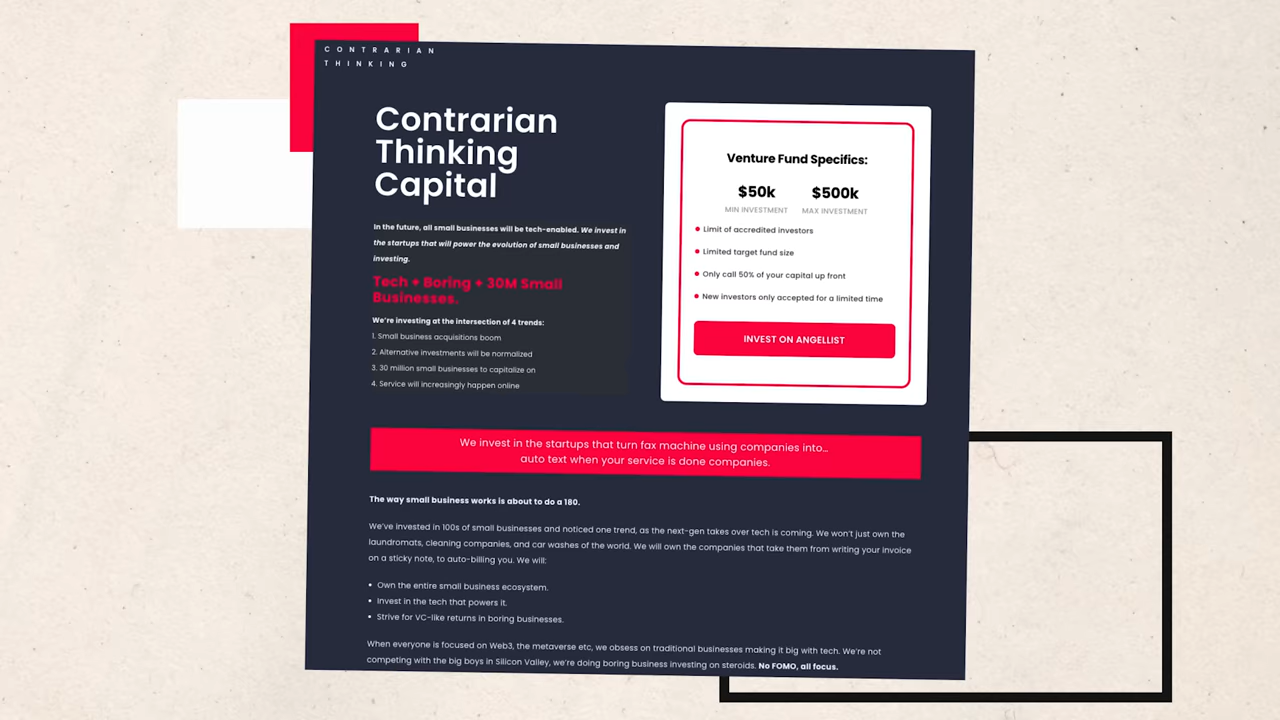 CONTRARIAN
THINKING
Contrarian
Thinking
Capital
In the future, all small businesses will be tech-enabled. We invest in
the startups that will power the evolution of small businesses and
investing.
Tech + Boring + 30M Small
Businesses.
We're investing at the intersection of 4 trends:
1. Small business acquisitions boom
2. Alternative investments will be normalized
3. 30 million small businesses to capitalize on
4. Service will increasingly happen online
Venture Fund Specifics:
$50k $500k
MIN INVESTMENT MAX INVESTMENT
• Limit of accredited investors
• Limited target fund size
• Only call 50% of your capital up front
• New investors only accepted for a limited time
INVEST ON ANGELLIST
We invest in the startups that turn fax machine using companies into...
auto text when your service is done companies.
The way small business works is about to do a 180.
We've invested in 100s of small businesses and noticed one trend, as the next-gen takes over tech is coming. We won't just own the
laundromats, cleaning companies, and car washes of the world. We will own the companies that take them from writing your invoice
on a sticky note, to auto-billing you. We will:
• Own the entire small business ecosystem.
• Invest in the tech that powers it.
• Strive for VC-like returns in boring businesses.
When everyone is focused on Web3, the metaverse etc, we obsess on traditional businesses making it big with tech. We're not
competing with the big boys in Silicon Valley, we're doing boring business investing on steroids. No FOMO, all focus.